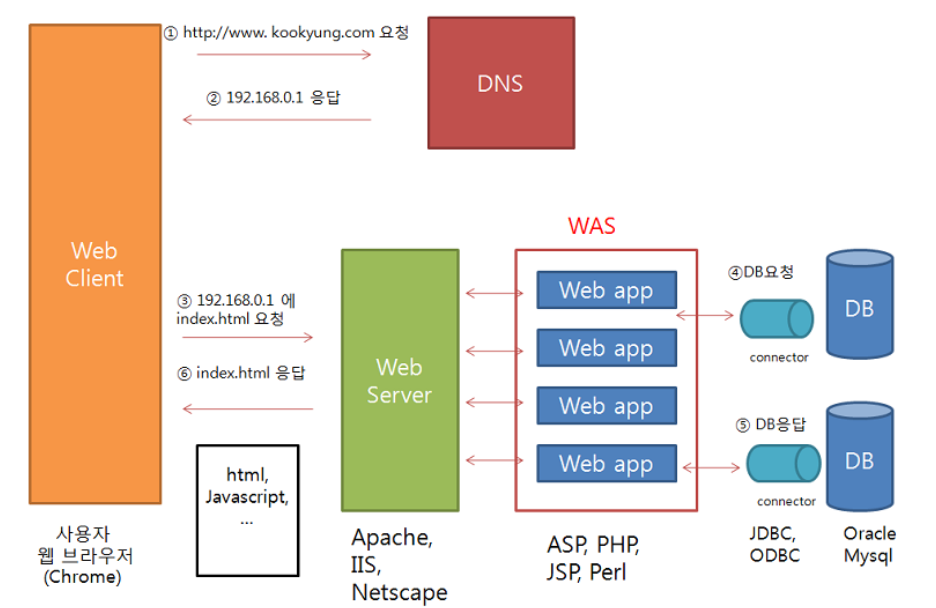 ① http://www. kookyung.com 요청
DNS
② 192.168.0.1 응답
Web
Client
WAS
③ 192.168.0.1 에
index.html 요청
⑥ index.html 응답
Web
Server
Web app
Web app
Web app
Web app
④DB요청
connector
DB
⑤ DB응답
connector
DB
html,
Javascript,
...
사용자
웹 브라우저
(Chrome)
Apache,
IIS,
Netscape
ASP, PHP,
JSP, Perl
JDBC,
ODBC
Oracle
Mysql